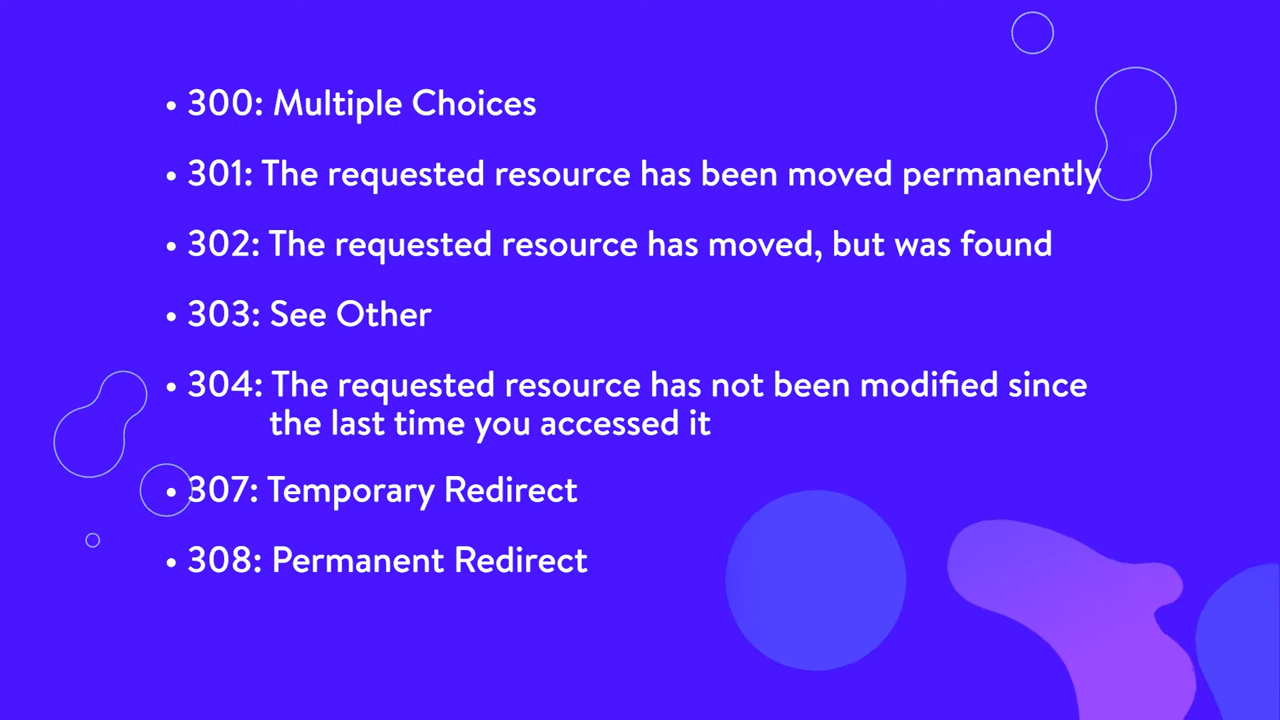 • 300: Multiple Choices
• 301: The requested resource has been moved permanently
• 302: The requested resource has moved, but was found
• 303: See Other
• 304: The requested resource has not been modified since
the last time you accessed it
• 307: Temporary Redirect
• 308: Permanent Redirect